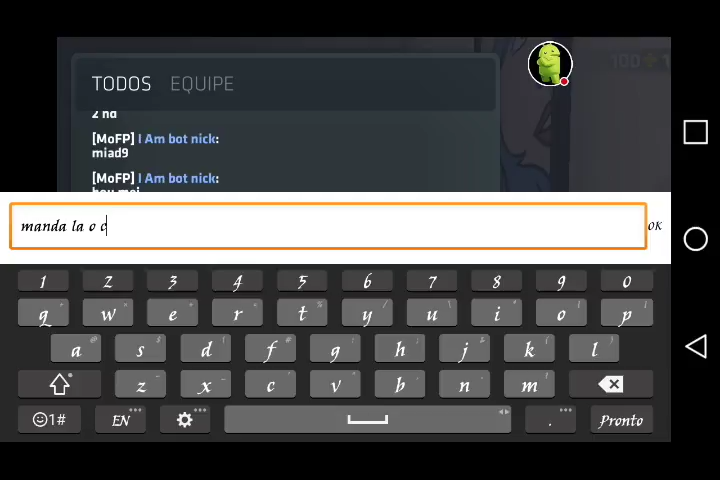 TODOS EQUIPE
2 nd
[MoFP] I Am bot nick:
miad9
[MoFP] I Am bot nick:
manda la o c
OK
1 2 3 4 5 6 7 8 9 0
q w e r t y u i o p
a s d f g h j k l
z x c v b n m
1# EN . Pronto